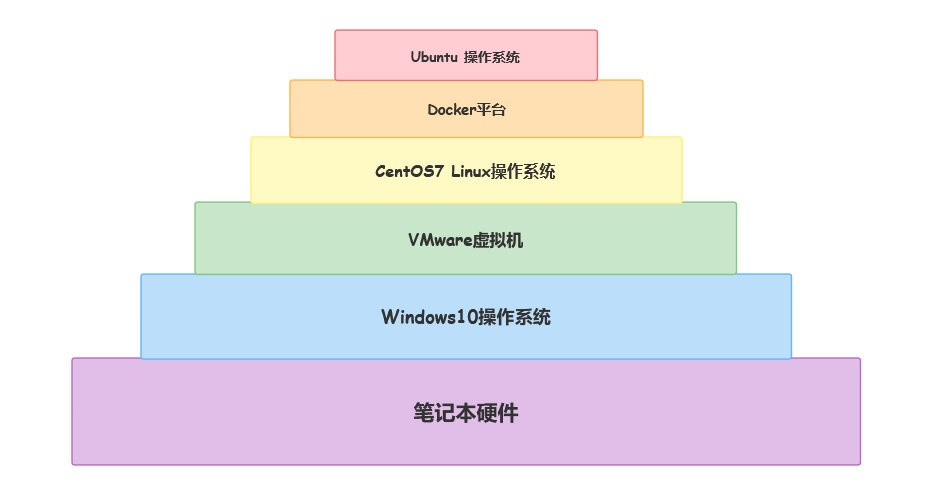 Ubuntu 操作系统
Docker平台
CentOS7 Linux操作系统
VMware虚拟机
Windows10操作系统
笔记本硬件